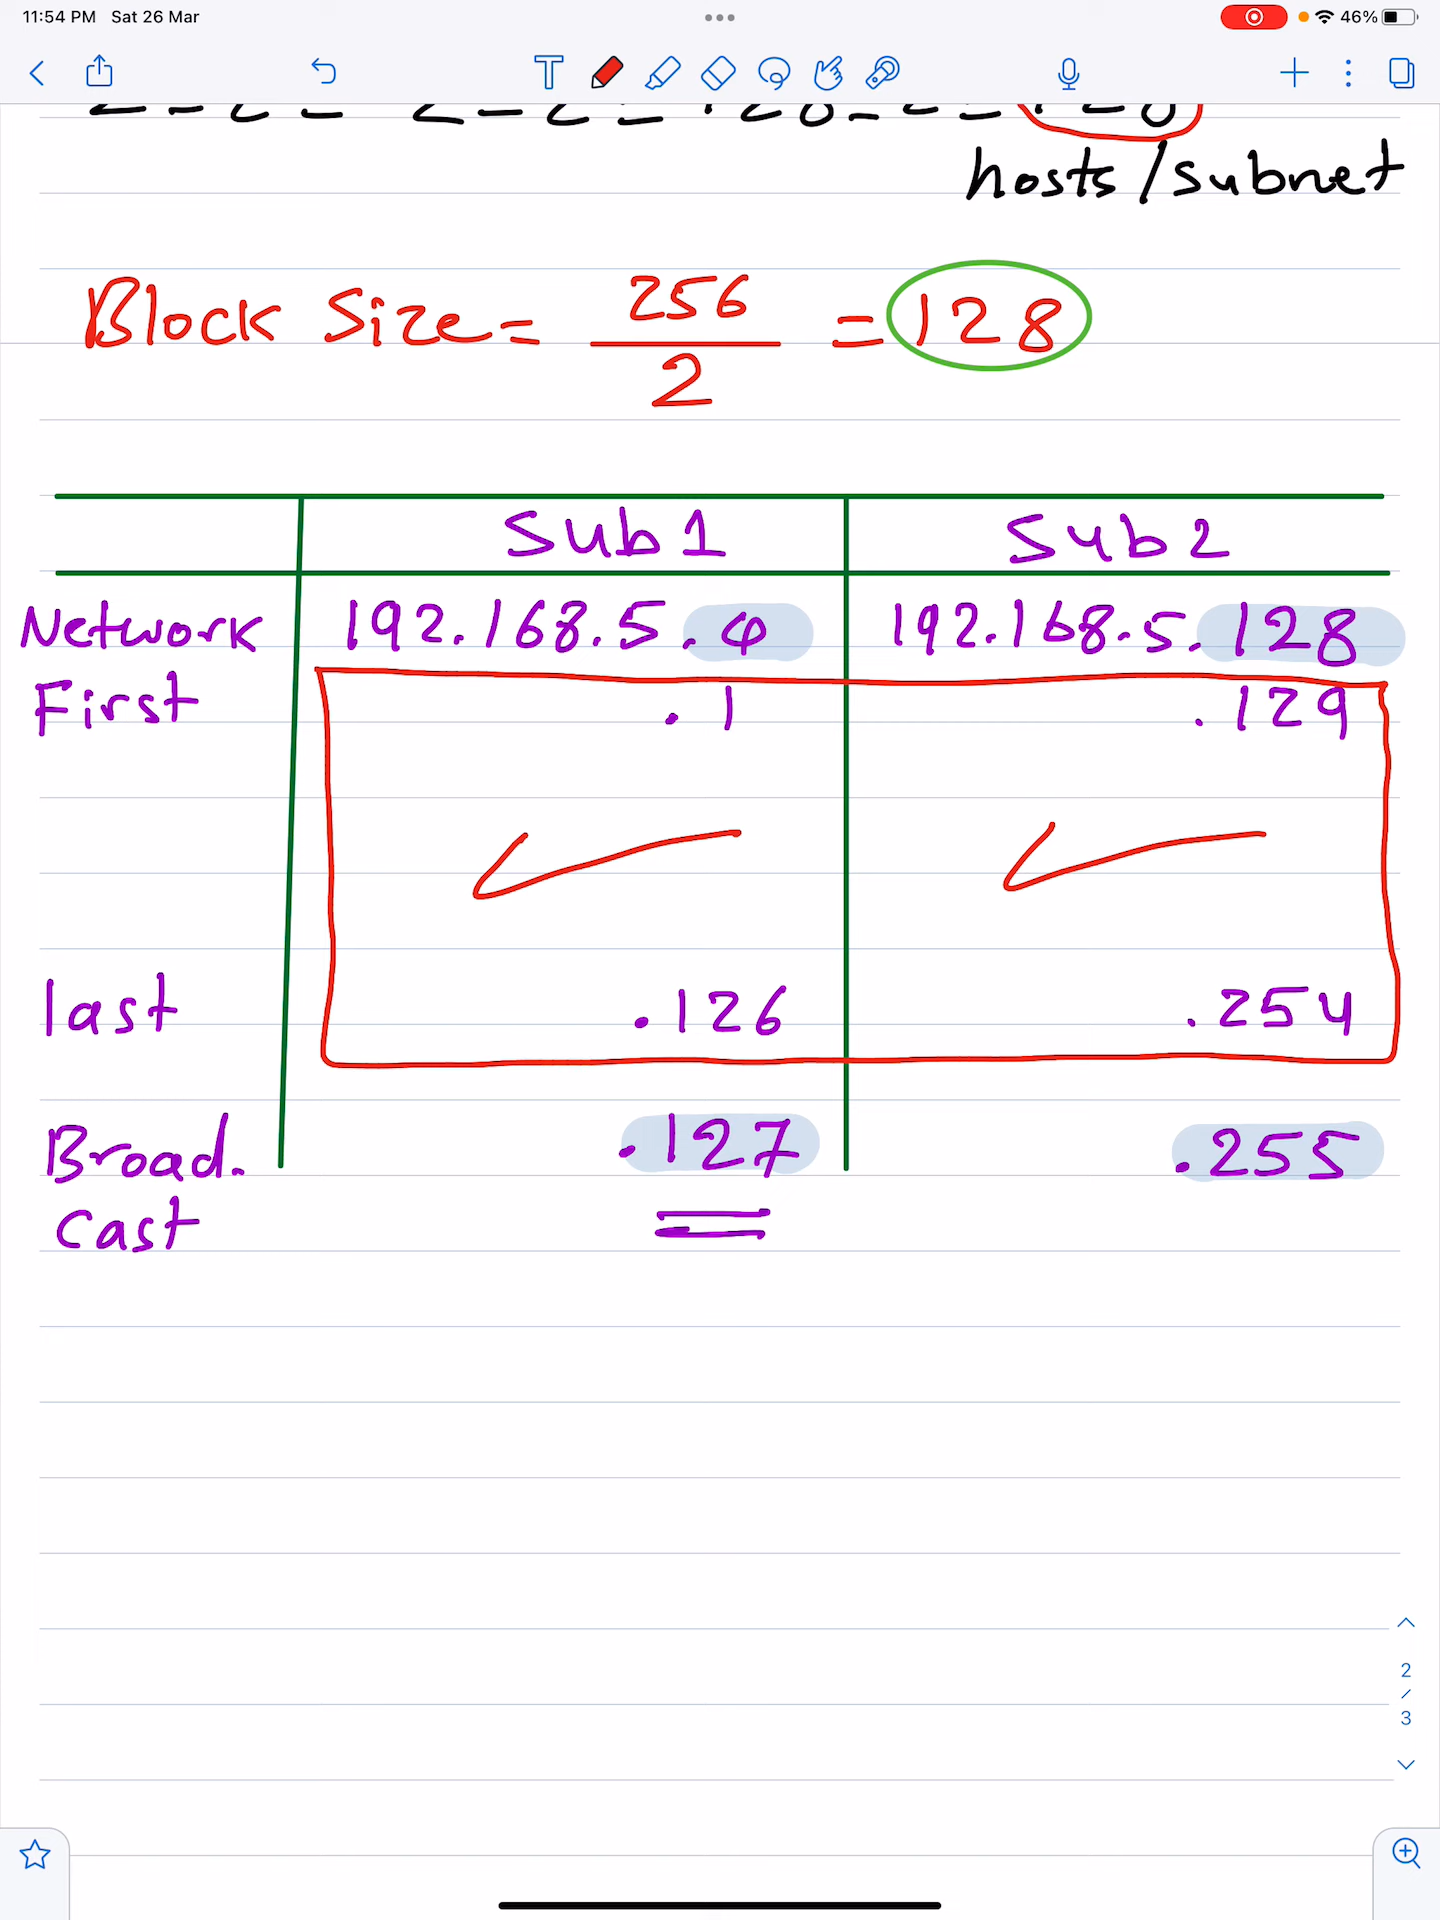 11:54 PM Sat 26 Mar 46%
hosts/subnet
Block Size = 256 / 2 = 128
Sub 1 Sub 2
Network 192.168.5.0 192.168.5.128
First .1 .129
last .126 .254
Broad. .127 .255
cast
2
/
3